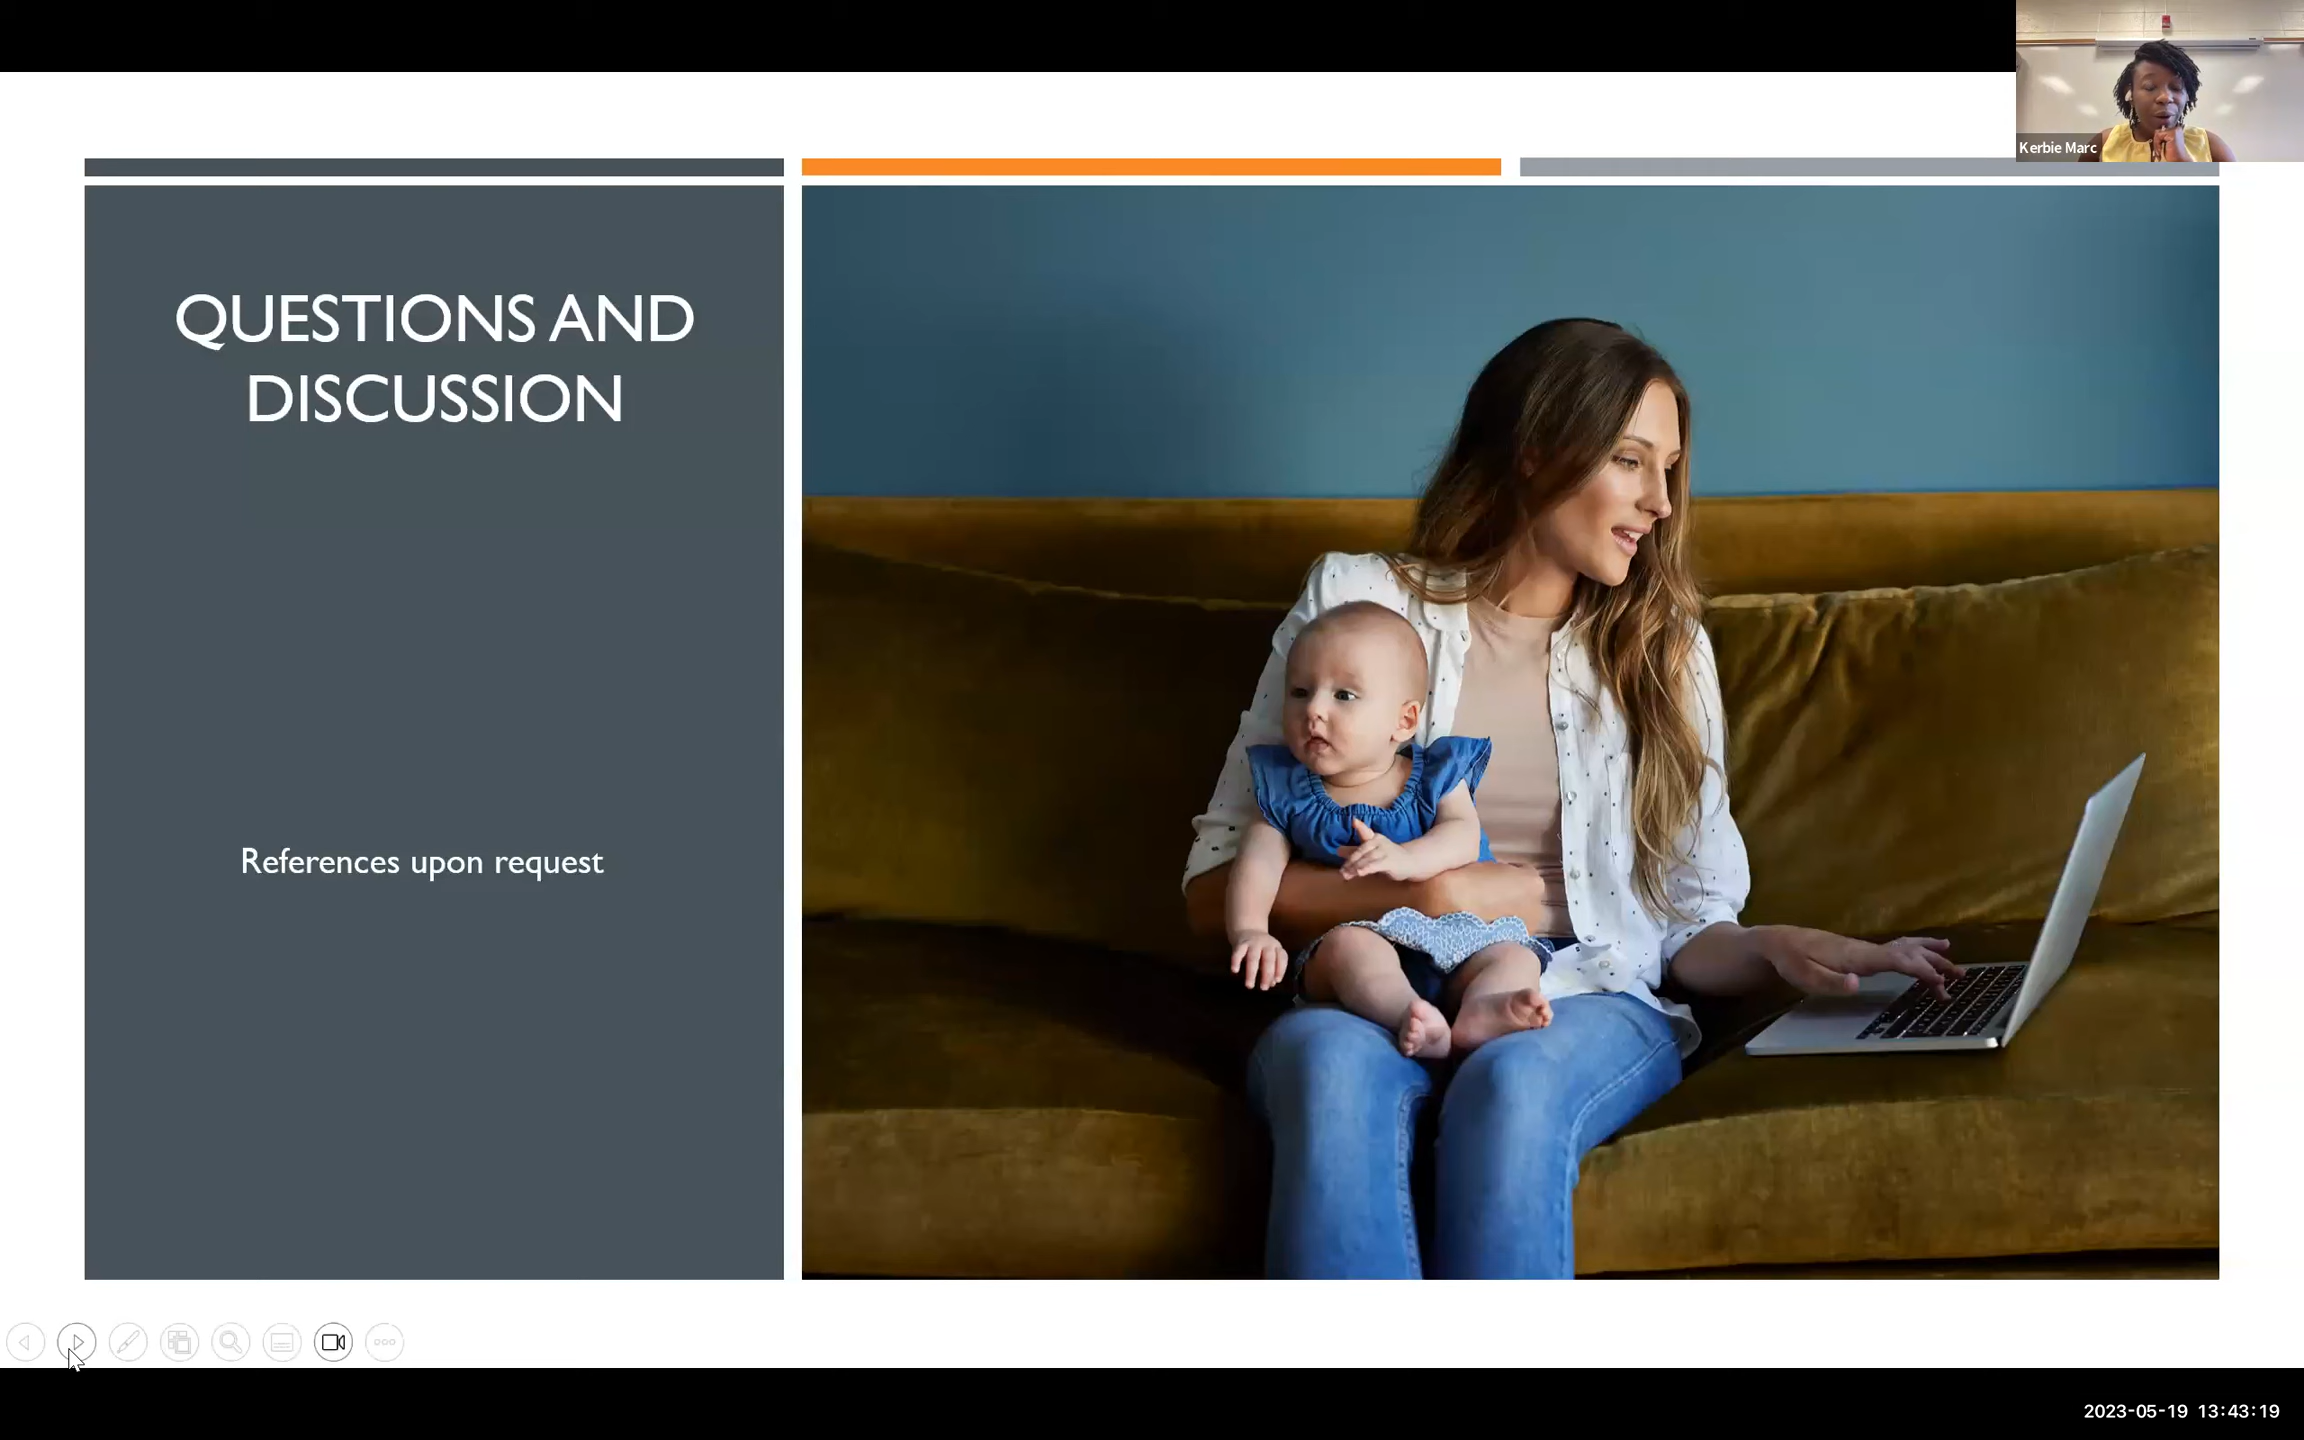 Kerbie Marc
QUESTIONS AND
DISCUSSION
References upon request
2023-05-19 13:43:19